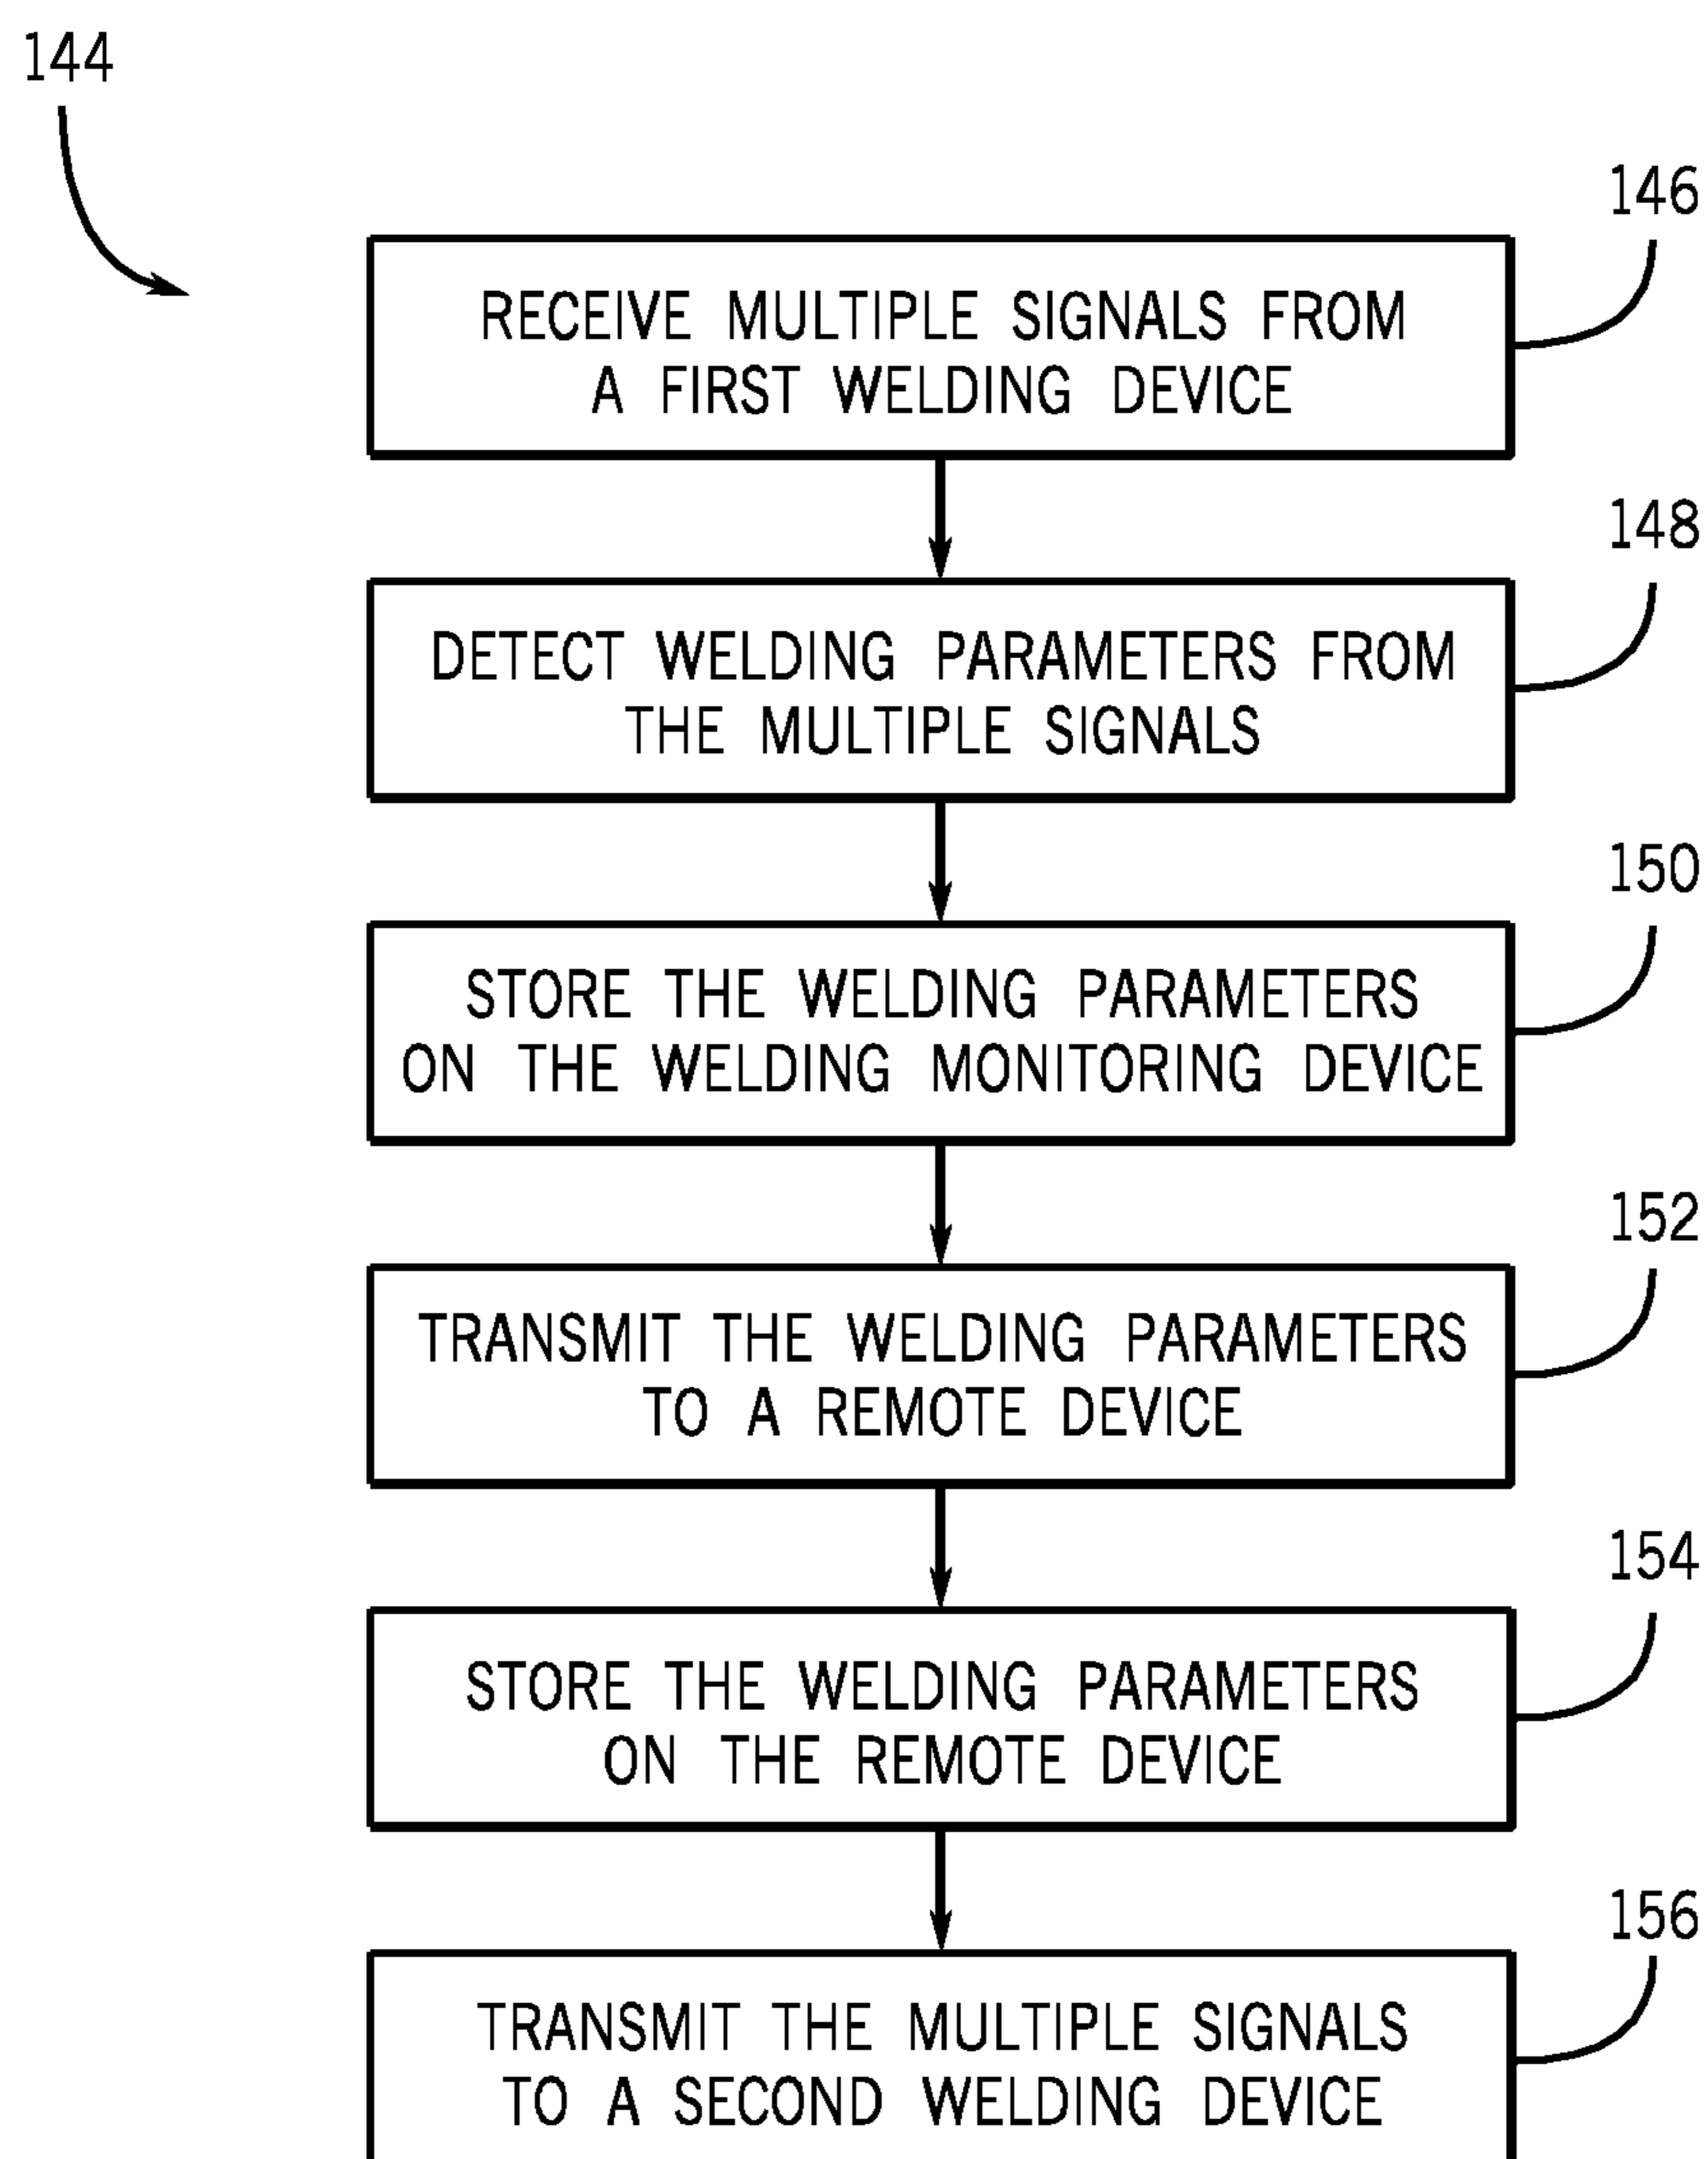 144
146
RECEIVE MULTIPLE SIGNALS FROM
A FIRST WELDING DEVICE
148
DETECT WELDING PARAMETERS FROM
THE MULTIPLE SIGNALS
150
STORE THE WELDING PARAMETERS
ON THE WELDING MONITORING DEVICE
152
TRANSMIT THE WELDING PARAMETERS
TO A REMOTE DEVICE
154
STORE THE WELDING PARAMETERS
ON THE REMOTE DEVICE
156
TRANSMIT THE MULTIPLE SIGNALS
TO A SECOND WELDING DEVICE